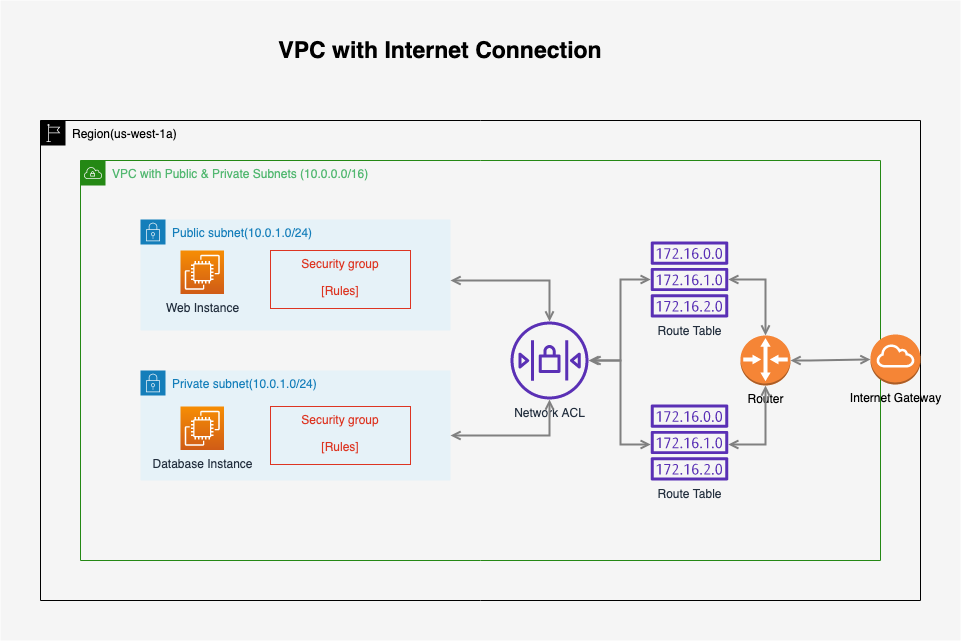 VPC with Internet Connection
Region(us-west-1a)
VPC with Public & Private Subnets (10.0.0.0/16)
Public subnet(10.0.1.0/24)
Security group
[Rules]
Web Instance
172.16.0.0
172.16.1.0
172.16.2.0
Route Table
Private subnet(10.0.1.0/24)
Security group
[Rules]
Database Instance
Network ACL
Router
Internet Gateway
172.16.0.0
172.16.1.0
172.16.2.0
Route Table